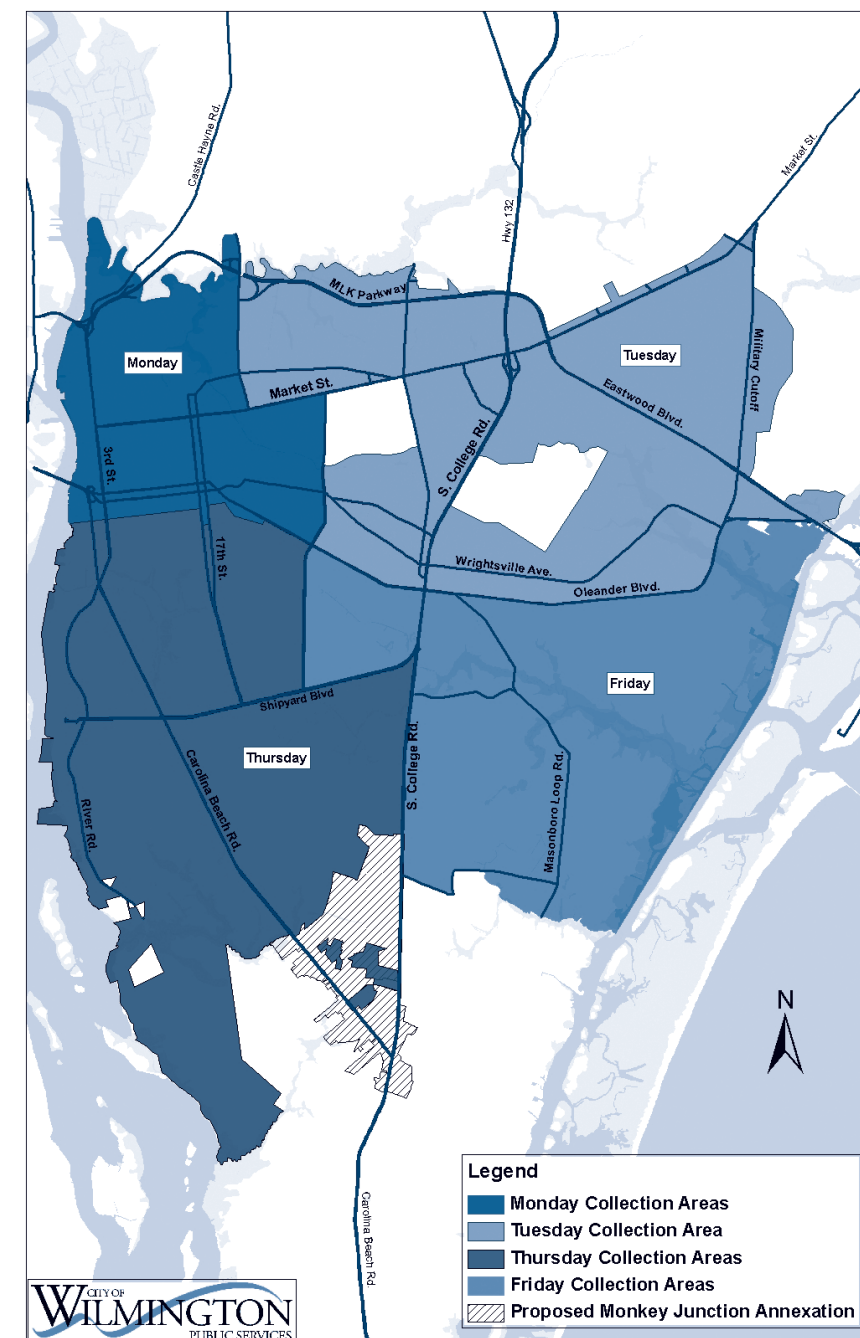 Castle Hayne Rd.
Hwy 132
Market St.
MLK Parkway
Monday
Tuesday
Military Cutoff
Market St.
Eastwood Blvd.
3rd St.
S. College Rd.
17th St.
Wrightsville Ave.
Oleander Blvd.
Friday
Shipyard Blvd
Thursday
S. College Rd.
Carolina Beach Rd.
Masonboro Loop Rd.
River Rd.
N
Carolina Beach Rd.
Legend
Monday Collection Areas
Tuesday Collection Area
Thursday Collection Areas
Friday Collection Areas
Proposed Monkey Junction Annexation
CITY OF
WILMINGTON
PUBLIC SERVICES